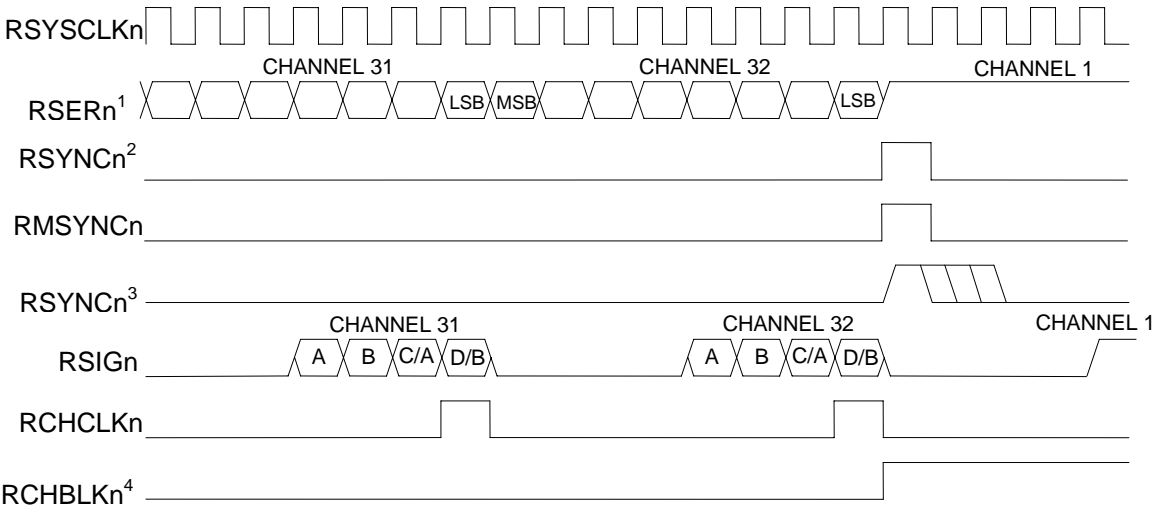 RSYSCLKn
CHANNEL 31 CHANNEL 32 CHANNEL 1
RSERn1 LSB MSB LSB
RSYNCn2
RMSYNCn
RSYNCn3
CHANNEL 31 CHANNEL 32 CHANNEL 1
RSIGn A B C/A D/B A B C/A D/B
RCHCLKn
RCHBLKn4